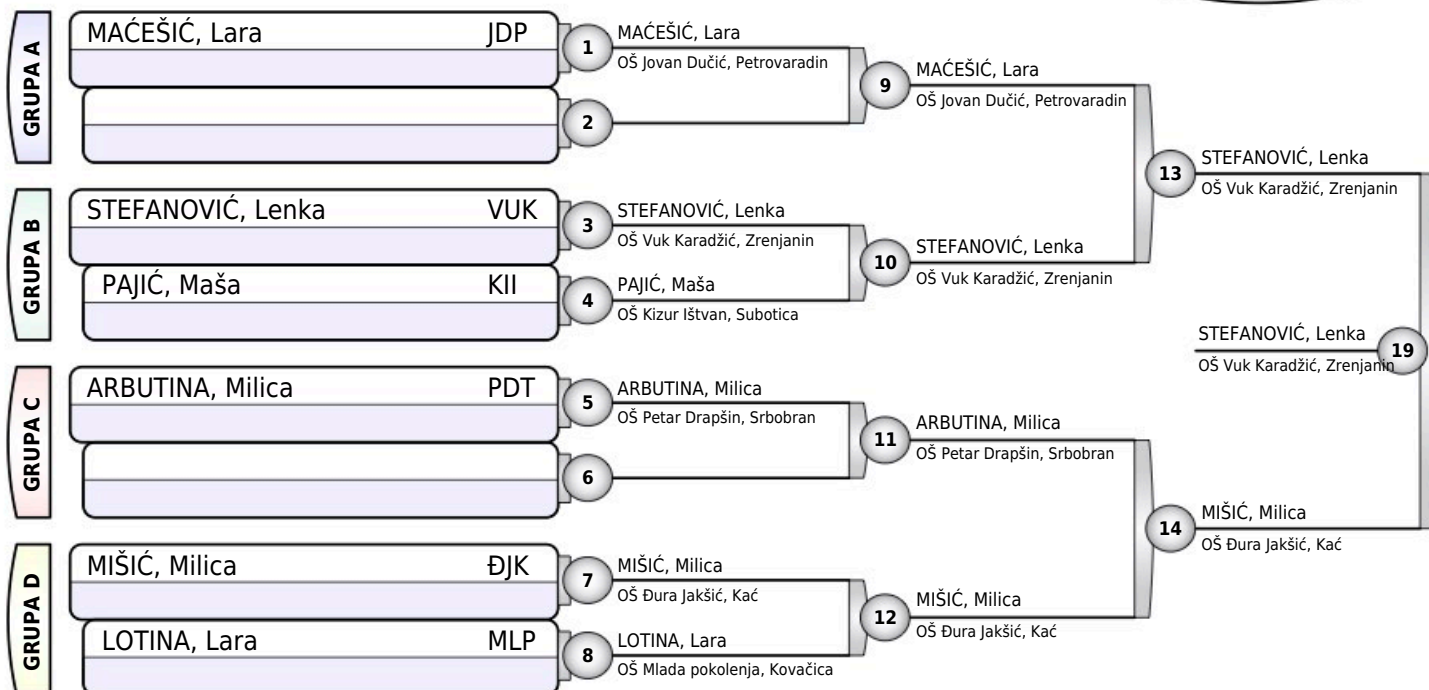 GRUPA A
MAĆEŠIĆ, Lara JDP
1
MAĆEŠIĆ, Lara
OŠ Jovan Dučić, Petrovaradin
2
9
MAĆEŠIĆ, Lara
OŠ Jovan Dučić, Petrovaradin
GRUPA B
STEFANOVIĆ, Lenka VUK
3
STEFANOVIĆ, Lenka
OŠ Vuk Karadžić, Zrenjanin
PAJIĆ, Maša KII
4
PAJIĆ, Maša
OŠ Kizur Ištvan, Subotica
10
STEFANOVIĆ, Lenka
OŠ Vuk Karadžić, Zrenjanin
13
STEFANOVIĆ, Lenka
OŠ Vuk Karadžić, Zrenjanin
GRUPA C
ARBUTINA, Milica PDT
5
ARBUTINA, Milica
OŠ Petar Drapšin, Srbobran
6
11
ARBUTINA, Milica
OŠ Petar Drapšin, Srbobran
GRUPA D
MIŠIĆ, Milica ĐJK
7
MIŠIĆ, Milica
OŠ Đura Jakšić, Kać
LOTINA, Lara MLP
8
LOTINA, Lara
OŠ Mlada pokolenja, Kovačica
12
MIŠIĆ, Milica
OŠ Đura Jakšić, Kać
14
MIŠIĆ, Milica
OŠ Đura Jakšić, Kać
STEFANOVIĆ, Lenka
OŠ Vuk Karadžić, Zrenjanin
19